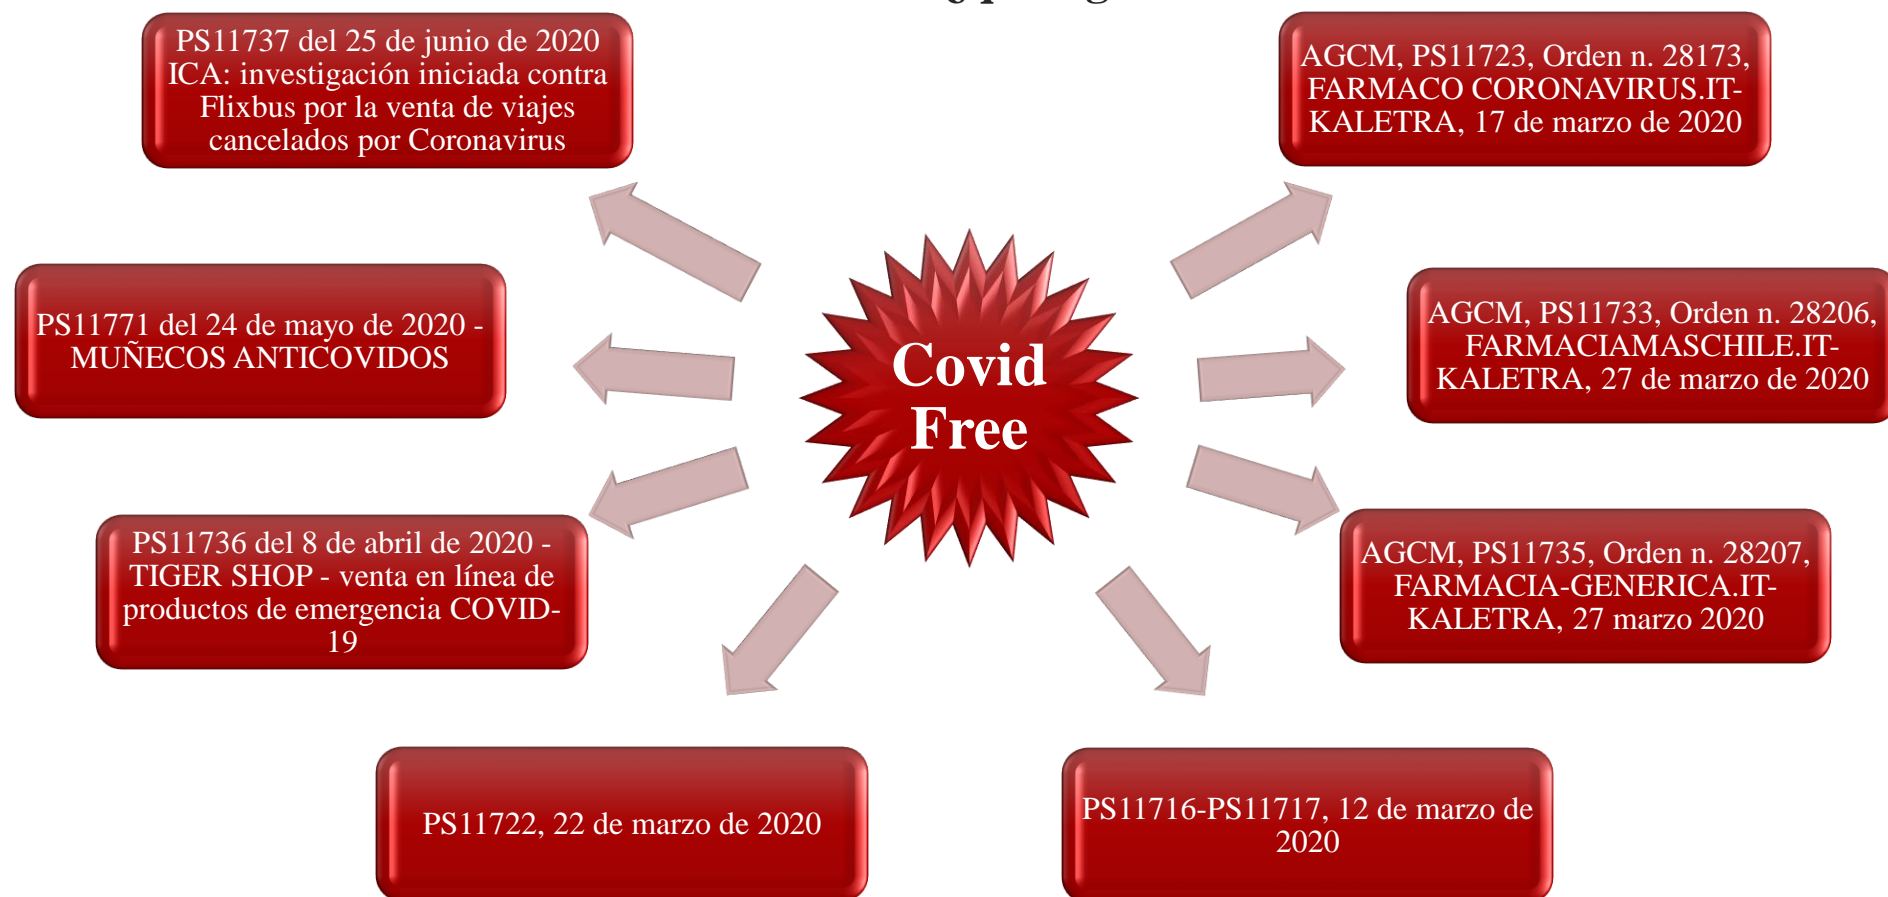 PS11737 del 25 de junio de 2020
ICA: investigación iniciada contra
Flixbus por la venta de viajes
cancelados por Coronavirus
AGCM, PS11723, Orden n. 28173,
FARMACO CORONAVIRUS.IT-
KALETRA, 17 de marzo de 2020
PS11771 del 24 de mayo de 2020 -
MUÑECOS ANTICOVIDOS
Covid
Free
AGCM, PS11733, Orden n. 28206,
FARMACIAMASCHILE.IT-
KALETRA, 27 de marzo de 2020
PS11736 del 8 de abril de 2020 -
TIGER SHOP - venta en línea de
productos de emergencia COVID-
19
AGCM, PS11735, Orden n. 28207,
FARMACIA-GENERICA.IT-
KALETRA, 27 marzo 2020
PS11722, 22 de marzo de 2020
PS11716-PS11717, 12 de marzo de
2020